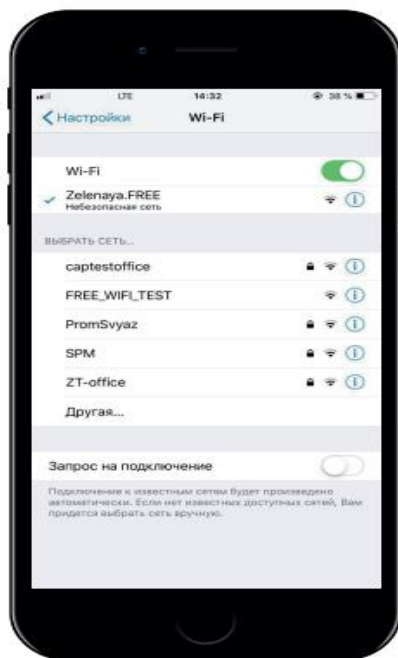 LTE 14:32 38 %
Настройки Wi-Fi
Wi-Fi
Zelenaya.FREE
Небезопасная сеть
ВЫБРАТЬ СЕТЬ...
captestoffice
FREE_WIFI_TEST
PromSvyaz
SPM
ZT-office
Другая...
Запрос на подключение
Подключение к известным сетям будет произведено
автоматически. Если нет известных доступных сетей, Вам
придется выбрать сеть вручную.